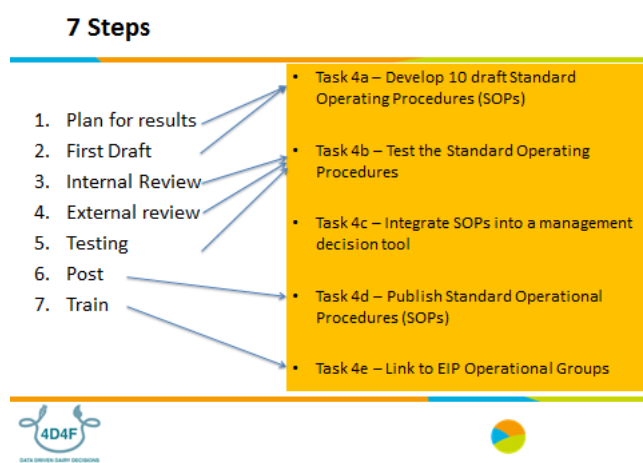 7 Steps
1. Plan for results
2. First Draft
3. Internal Review
4. External review
5. Testing
6. Post
7. Train
• Task 4a – Develop 10 draft Standard
Operating Procedures (SOPs)
• Task 4b – Test the Standard Operating
Procedures
• Task 4c – Integrate SOPs into a management
decision tool
• Task 4d – Publish Standard Operational
Procedures (SOPs)
• Task 4e – Link to EIP Operational Groups
4D4F
DATA DRIVEN DAIRY DECISIONS